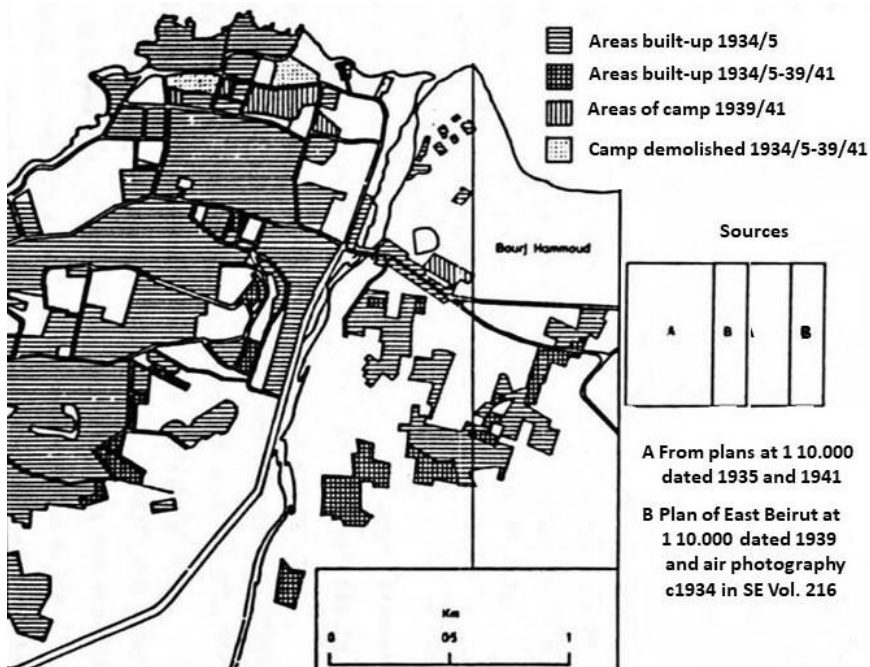 Areas built-up 1934/5
Areas built-up 1934/5-39/41
Areas of camp 1939/41
Camp demolished 1934/5-39/41
Bourj Hammoud
Sources
A B A B
A From plans at 1 10.000
dated 1935 and 1941
B Plan of East Beirut at
1 10.000 dated 1939
and air photography
c1934 in SE Vol. 216
Km
0 05 1